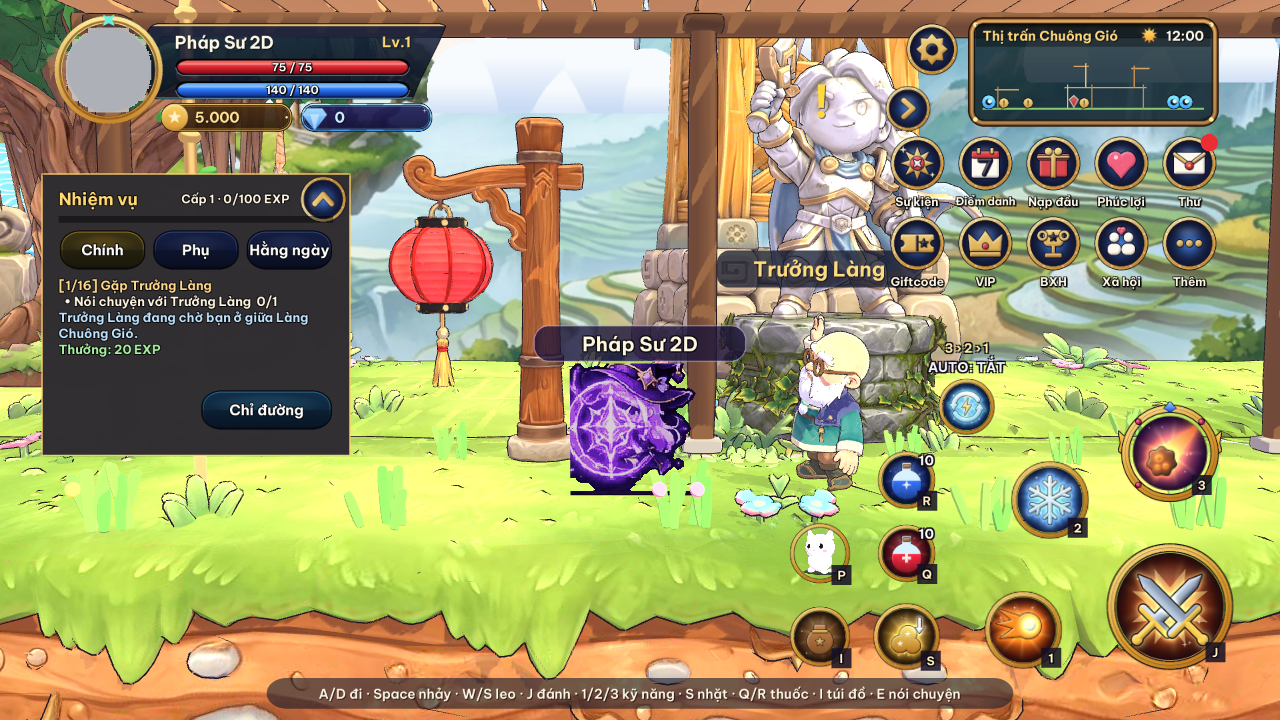 Pháp Sư 2D
Lv.1
75 / 75
140 / 140
5.000
0
Thị trấn Chuông Gió
12:00
Nhiệm vụ
Cấp 1 · 0/100 EXP
Chính
Phụ
Hằng ngày
[1/16] Gặp Trưởng Làng
• Nói chuyện với Trưởng Làng 0/1
Trưởng Làng đang chờ bạn ở giữa Làng
Chuông Gió.
Thưởng: 20 EXP
Chỉ đường
!
7
Sự kiện
Điểm danh
Nạp đầu
Phúc lợi
Thư
Giftcode
VIP
BXH
Xã hội
Thêm
Trưởng Làng
Pháp Sư 2D
3>2>1
AUTO: TẮT
10
R
2
3
10
Q
P
I
S
1
J
A/D đi · Space nhảy · W/S leo · J đánh · 1/2/3 kỹ năng · S nhặt · Q/R thuốc · I túi đồ · E nói chuyện